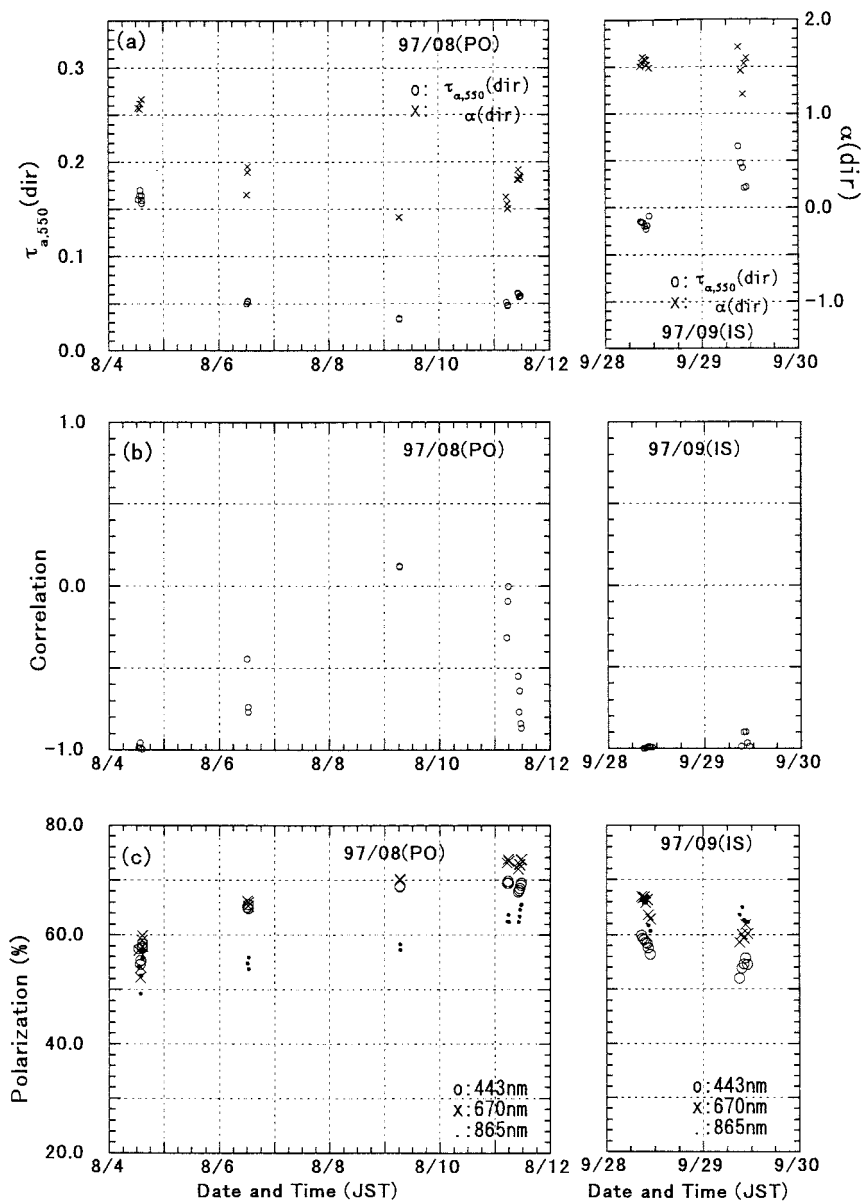 (a) 97/08(PO)
o: τa,550(dir)
×: α(dir)
0.3
0.2
0.1
0.0
τa,550(dir)
8/4 8/6 8/8 8/10 8/12
2.0
1.0
0.0
-1.0
α(dir)
o: τa,550(dir)
×: α(dir)
97/09(IS)
9/28 9/29 9/30
(b) 97/08(PO)
1.0
0.0
-1.0
Correlation
8/4 8/6 8/8 8/10 8/12
97/09(IS)
9/28 9/29 9/30
(c) 97/08(PO)
80.0
60.0
40.0
20.0
Polarization (%)
o:443nm
×:670nm
.:865nm
8/4 8/6 8/8 8/10 8/12
Date and Time (JST)
97/09(IS)
o:443nm
×:670nm
.:865nm
9/28 9/29 9/30
Date and Time (JST)